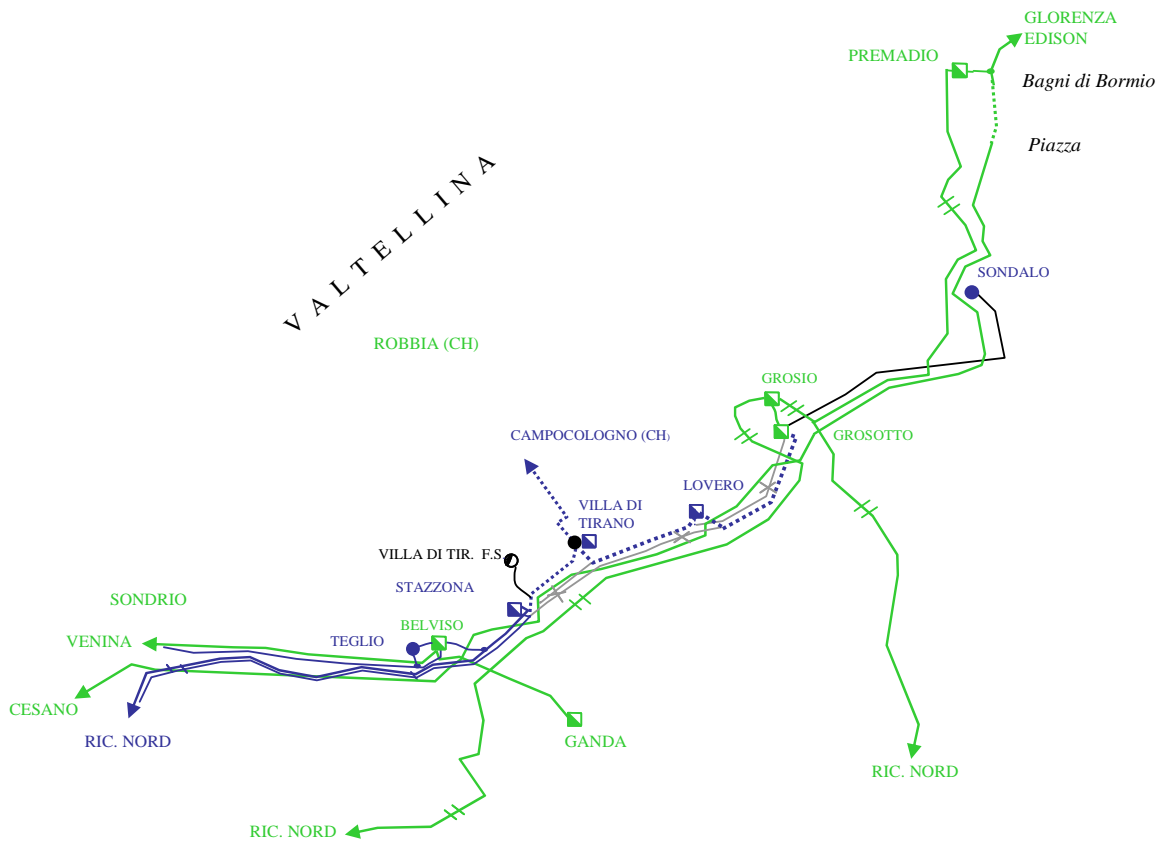 GLORENZA
EDISON
PREMADIO
Bagni di Bormio
Piazza
VALTELLINA
SONDALO
ROBBIA (CH)
GROSIO
CAMPOCOLOGNO (CH)
GROSOTTO
LOVERO
VILLA DI
TIRANO
VILLA DI TIR. F.S.
STAZZONA
SONDRIO
BELVISO
VENINA
TEGLIO
CESANO
RIC. NORD
GANDA
RIC. NORD
RIC. NORD